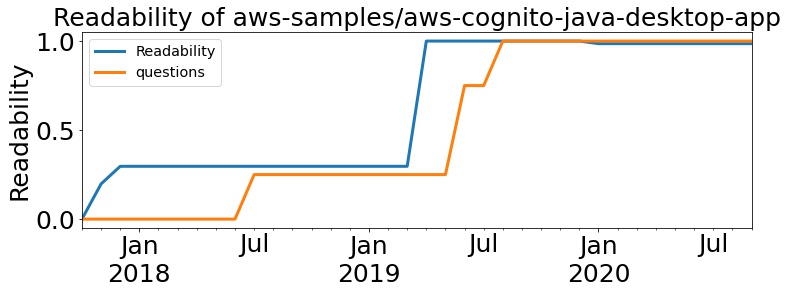 Readability of aws-samples/aws-cognito-java-desktop-app
Readability
questions
Readability
1.0
0.5
0.0
Jan Jul Jan Jul Jan Jul
2018 2019 2020